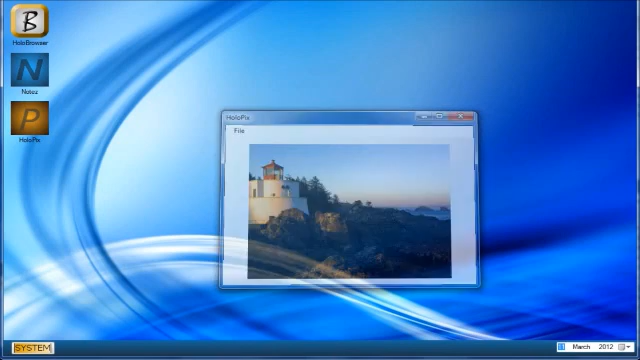 B
HoloBrowser
N
Notez
P
HoloPix
HoloPix
File
SYSTEM
March 2012